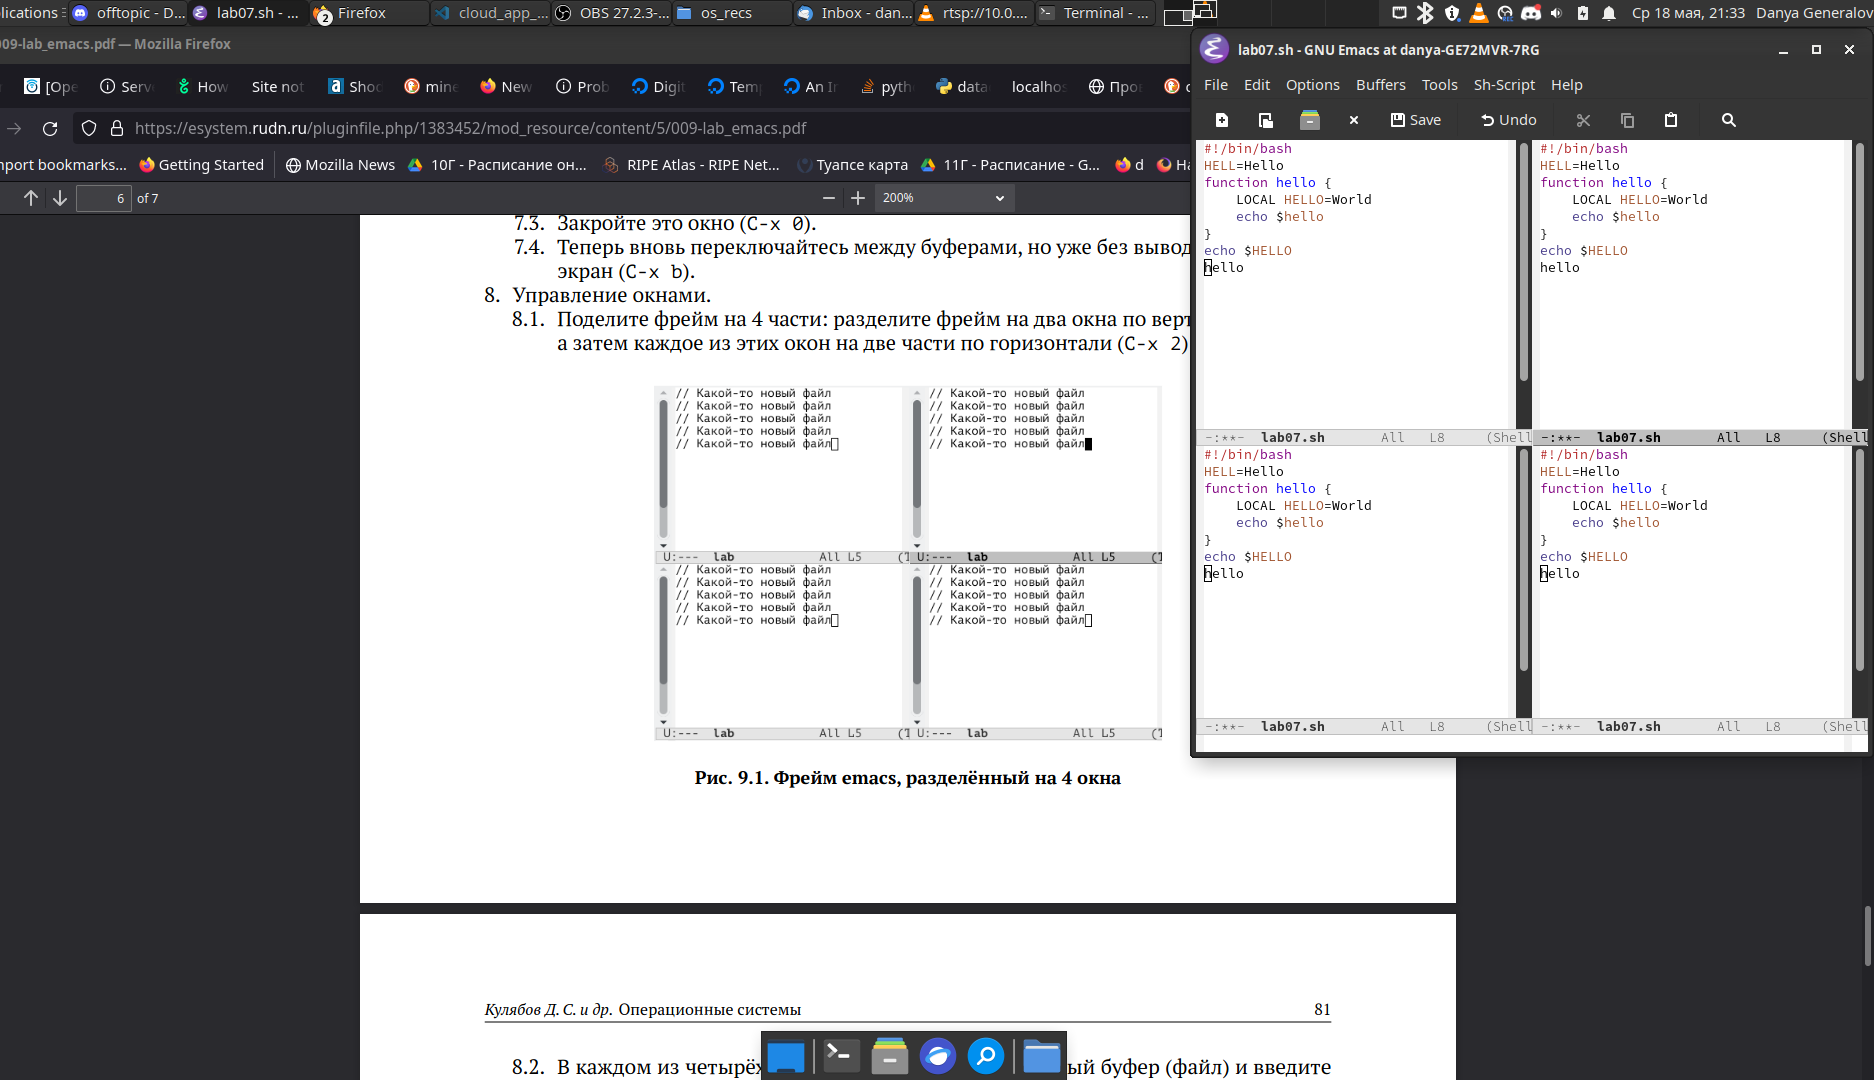 lications
offtopic - D...
lab07.sh - ...
2
Firefox
cloud_app_...
OBS 27.2.3-...
os_recs
Inbox - dan...
rtsp://10.0....
Terminal - ...
Ср 18 мая, 21:33
Danya Generalov
09-lab_emacs.pdf — Mozilla Firefox
[Ope
Serv
How
Site not
Shoc
mine
New
Prob
Digit
Tem
An I
pyth
data
localhos
Про
https://esystem.rudn.ru/pluginfile.php/1383452/mod_resource/content/5/009-lab_emacs.pdf
mport bookmarks...
Getting Started
Mozilla News
10Г - Расписание он...
RIPE Atlas - RIPE Net...
Туапсе карта
11Г - Расписание - G...
d
На
6 of 7
200%
7.3. Закройте это окно (C-x 0).
7.4. Теперь вновь переключайтесь между буферами, но уже без вывод
экран (C-x b).
8. Управление окнами.
8.1. Поделите фрейм на 4 части: разделите фрейм на два окна по верт
а затем каждое из этих окон на две части по горизонтали (C-x 2)
// Какой-то новый файл
// Какой-то новый файл
// Какой-то новый файл
// Какой-то новый файл
// Какой-то новый файл
U:--- lab All L5 (1
// Какой-то новый файл
// Какой-то новый файл
// Какой-то новый файл
// Какой-то новый файл
// Какой-то новый файл
U:--- lab All L5 (1
// Какой-то новый файл
// Какой-то новый файл
// Какой-то новый файл
// Какой-то новый файл
// Какой-то новый файл
U:--- lab All L5 (1
// Какой-то новый файл
// Какой-то новый файл
// Какой-то новый файл
// Какой-то новый файл
// Какой-то новый файл
U:--- lab All L5 (1
Рис. 9.1. Фрейм emacs, разделённый на 4 окна
Кулябов Д. С. и др. Операционные системы 81
8.2. В каждом из четырёх ый буфер (файл) и введите
lab07.sh - GNU Emacs at danya-GE72MVR-7RG
File Edit Options Buffers Tools Sh-Script Help
Save Undo
#!/bin/bash
HELL=Hello
function hello {
    LOCAL HELLO=World
    echo $hello
}
echo $HELLO
hello
-:**- lab07.sh All L8 (Shell
#!/bin/bash
HELL=Hello
function hello {
    LOCAL HELLO=World
    echo $hello
}
echo $HELLO
hello
-:**- lab07.sh All L8 (Shell
#!/bin/bash
HELL=Hello
function hello {
    LOCAL HELLO=World
    echo $hello
}
echo $HELLO
hello
-:**- lab07.sh All L8 (Shell
#!/bin/bash
HELL=Hello
function hello {
    LOCAL HELLO=World
    echo $hello
}
echo $HELLO
hello
-:**- lab07.sh All L8 (Shell